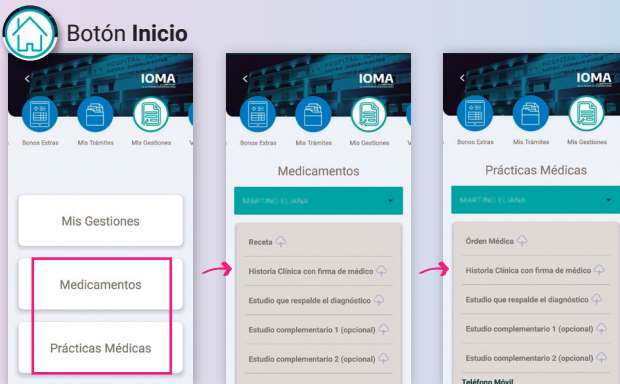 Botón Inicio
IOMA
Bonos Extras Mis Trámites Mis Gestiones
Mis Gestiones
Medicamentos
Prácticas Médicas
IOMA
Bonos Extras Mis Trámites Mis Gestiones
Medicamentos
MARTINO ELIANA
Receta
Historia Clínica con firma de médico
Estudio que respalde el diagnóstico
Estudio complementario 1 (opcional)
Estudio complementario 2 (opcional)
IOMA
Bonos Extras Mis Trámites Mis Gestiones
Prácticas Médicas
MARTINO ELIANA
Órden Médica
Historia Clínica con firma de médico
Estudio que respalde el diagnóstico
Estudio complementario 1 (opcional)
Estudio complementario 2 (opcional)
Teléfono Móvil